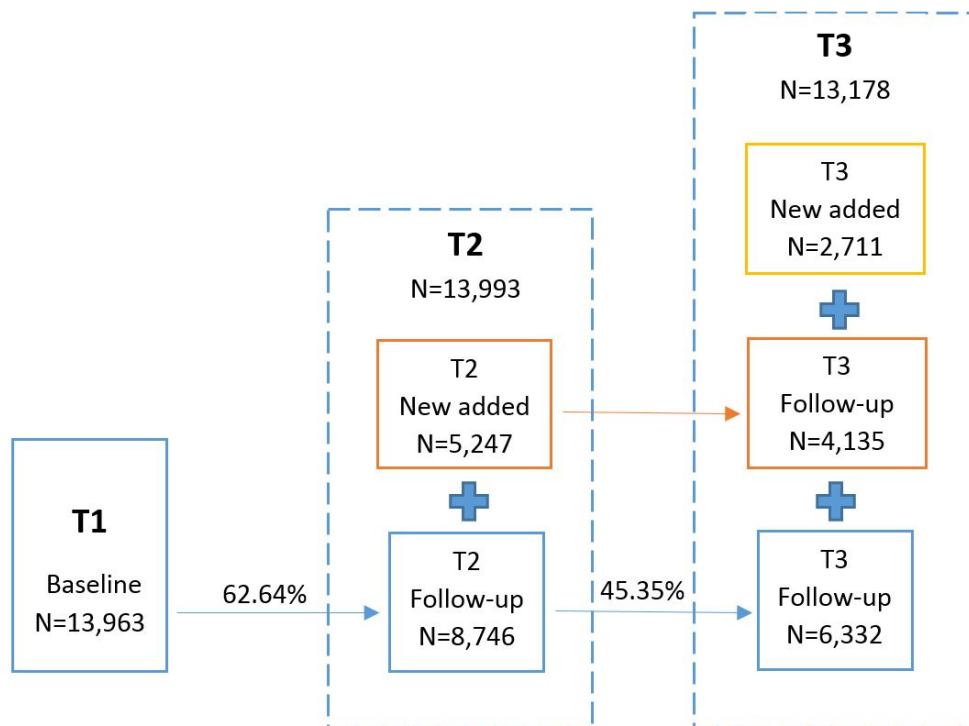 T1
Baseline
N=13,963
62.64%
T2
N=13,993
T2
New added
N=5,247
T2
Follow-up
N=8,746
45.35%
T3
N=13,178
T3
New added
N=2,711
T3
Follow-up
N=4,135
T3
Follow-up
N=6,332